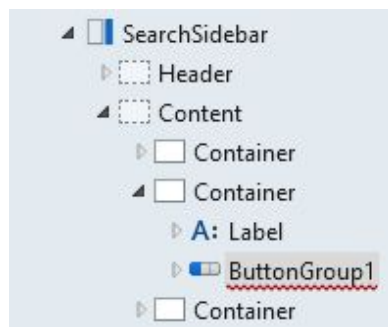 SearchSidebar
Header
Content
Container
Container
A: Label
ButtonGroup1
Container